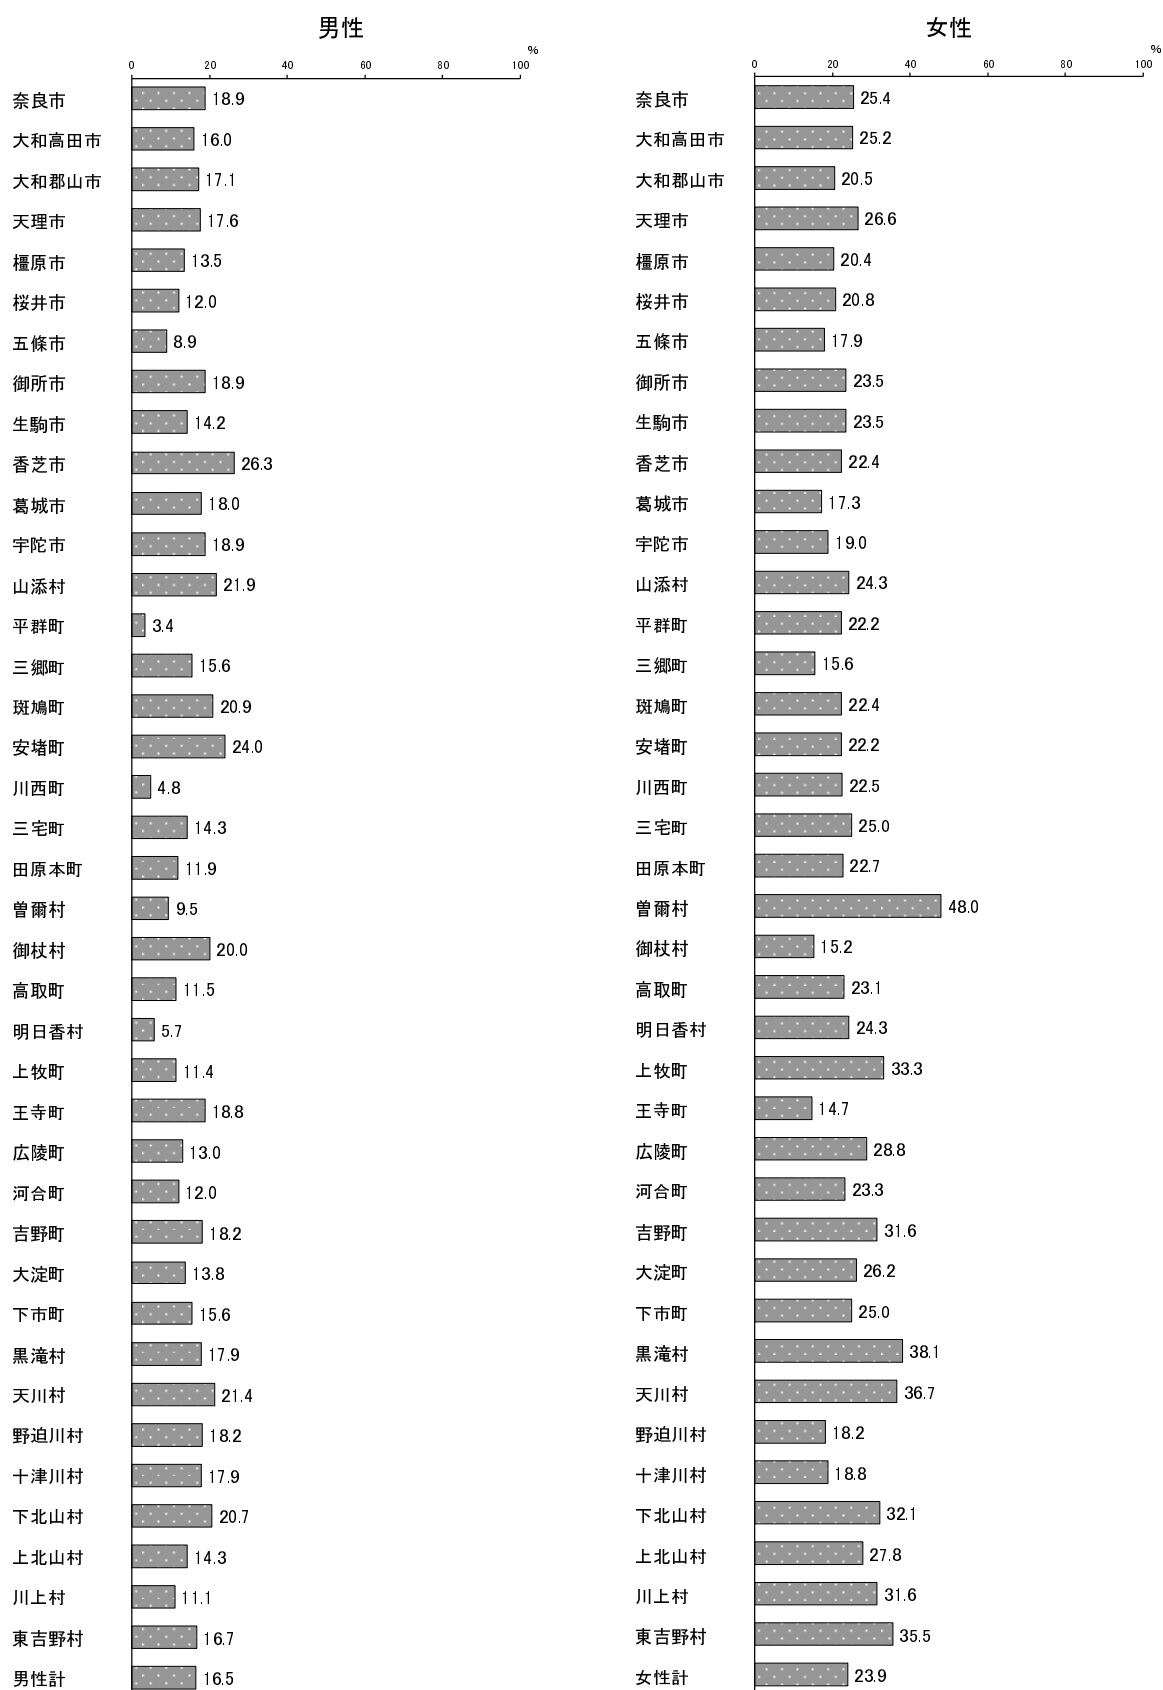 男性
%
0 20 40 60 80 100
奈良市 18.9
大和高田市 16.0
大和郡山市 17.1
天理市 17.6
橿原市 13.5
桜井市 12.0
五條市 8.9
御所市 18.9
生駒市 14.2
香芝市 26.3
葛城市 18.0
宇陀市 18.9
山添村 21.9
平群町 3.4
三郷町 15.6
斑鳩町 20.9
安堵町 24.0
川西町 4.8
三宅町 14.3
田原本町 11.9
曽爾村 9.5
御杖村 20.0
高取町 11.5
明日香村 5.7
上牧町 11.4
王寺町 18.8
広陵町 13.0
河合町 12.0
吉野町 18.2
大淀町 13.8
下市町 15.6
黒滝村 17.9
天川村 21.4
野迫川村 18.2
十津川村 17.9
下北山村 20.7
上北山村 14.3
川上村 11.1
東吉野村 16.7
男性計 16.5
女性
%
0 20 40 60 80 100
奈良市 25.4
大和高田市 25.2
大和郡山市 20.5
天理市 26.6
橿原市 20.4
桜井市 20.8
五條市 17.9
御所市 23.5
生駒市 23.5
香芝市 22.4
葛城市 17.3
宇陀市 19.0
山添村 24.3
平群町 22.2
三郷町 15.6
斑鳩町 22.4
安堵町 22.2
川西町 22.5
三宅町 25.0
田原本町 22.7
曽爾村 48.0
御杖村 15.2
高取町 23.1
明日香村 24.3
上牧町 33.3
王寺町 14.7
広陵町 28.8
河合町 23.3
吉野町 31.6
大淀町 26.2
下市町 25.0
黒滝村 38.1
天川村 36.7
野迫川村 18.2
十津川村 18.8
下北山村 32.1
上北山村 27.8
川上村 31.6
東吉野村 35.5
女性計 23.9